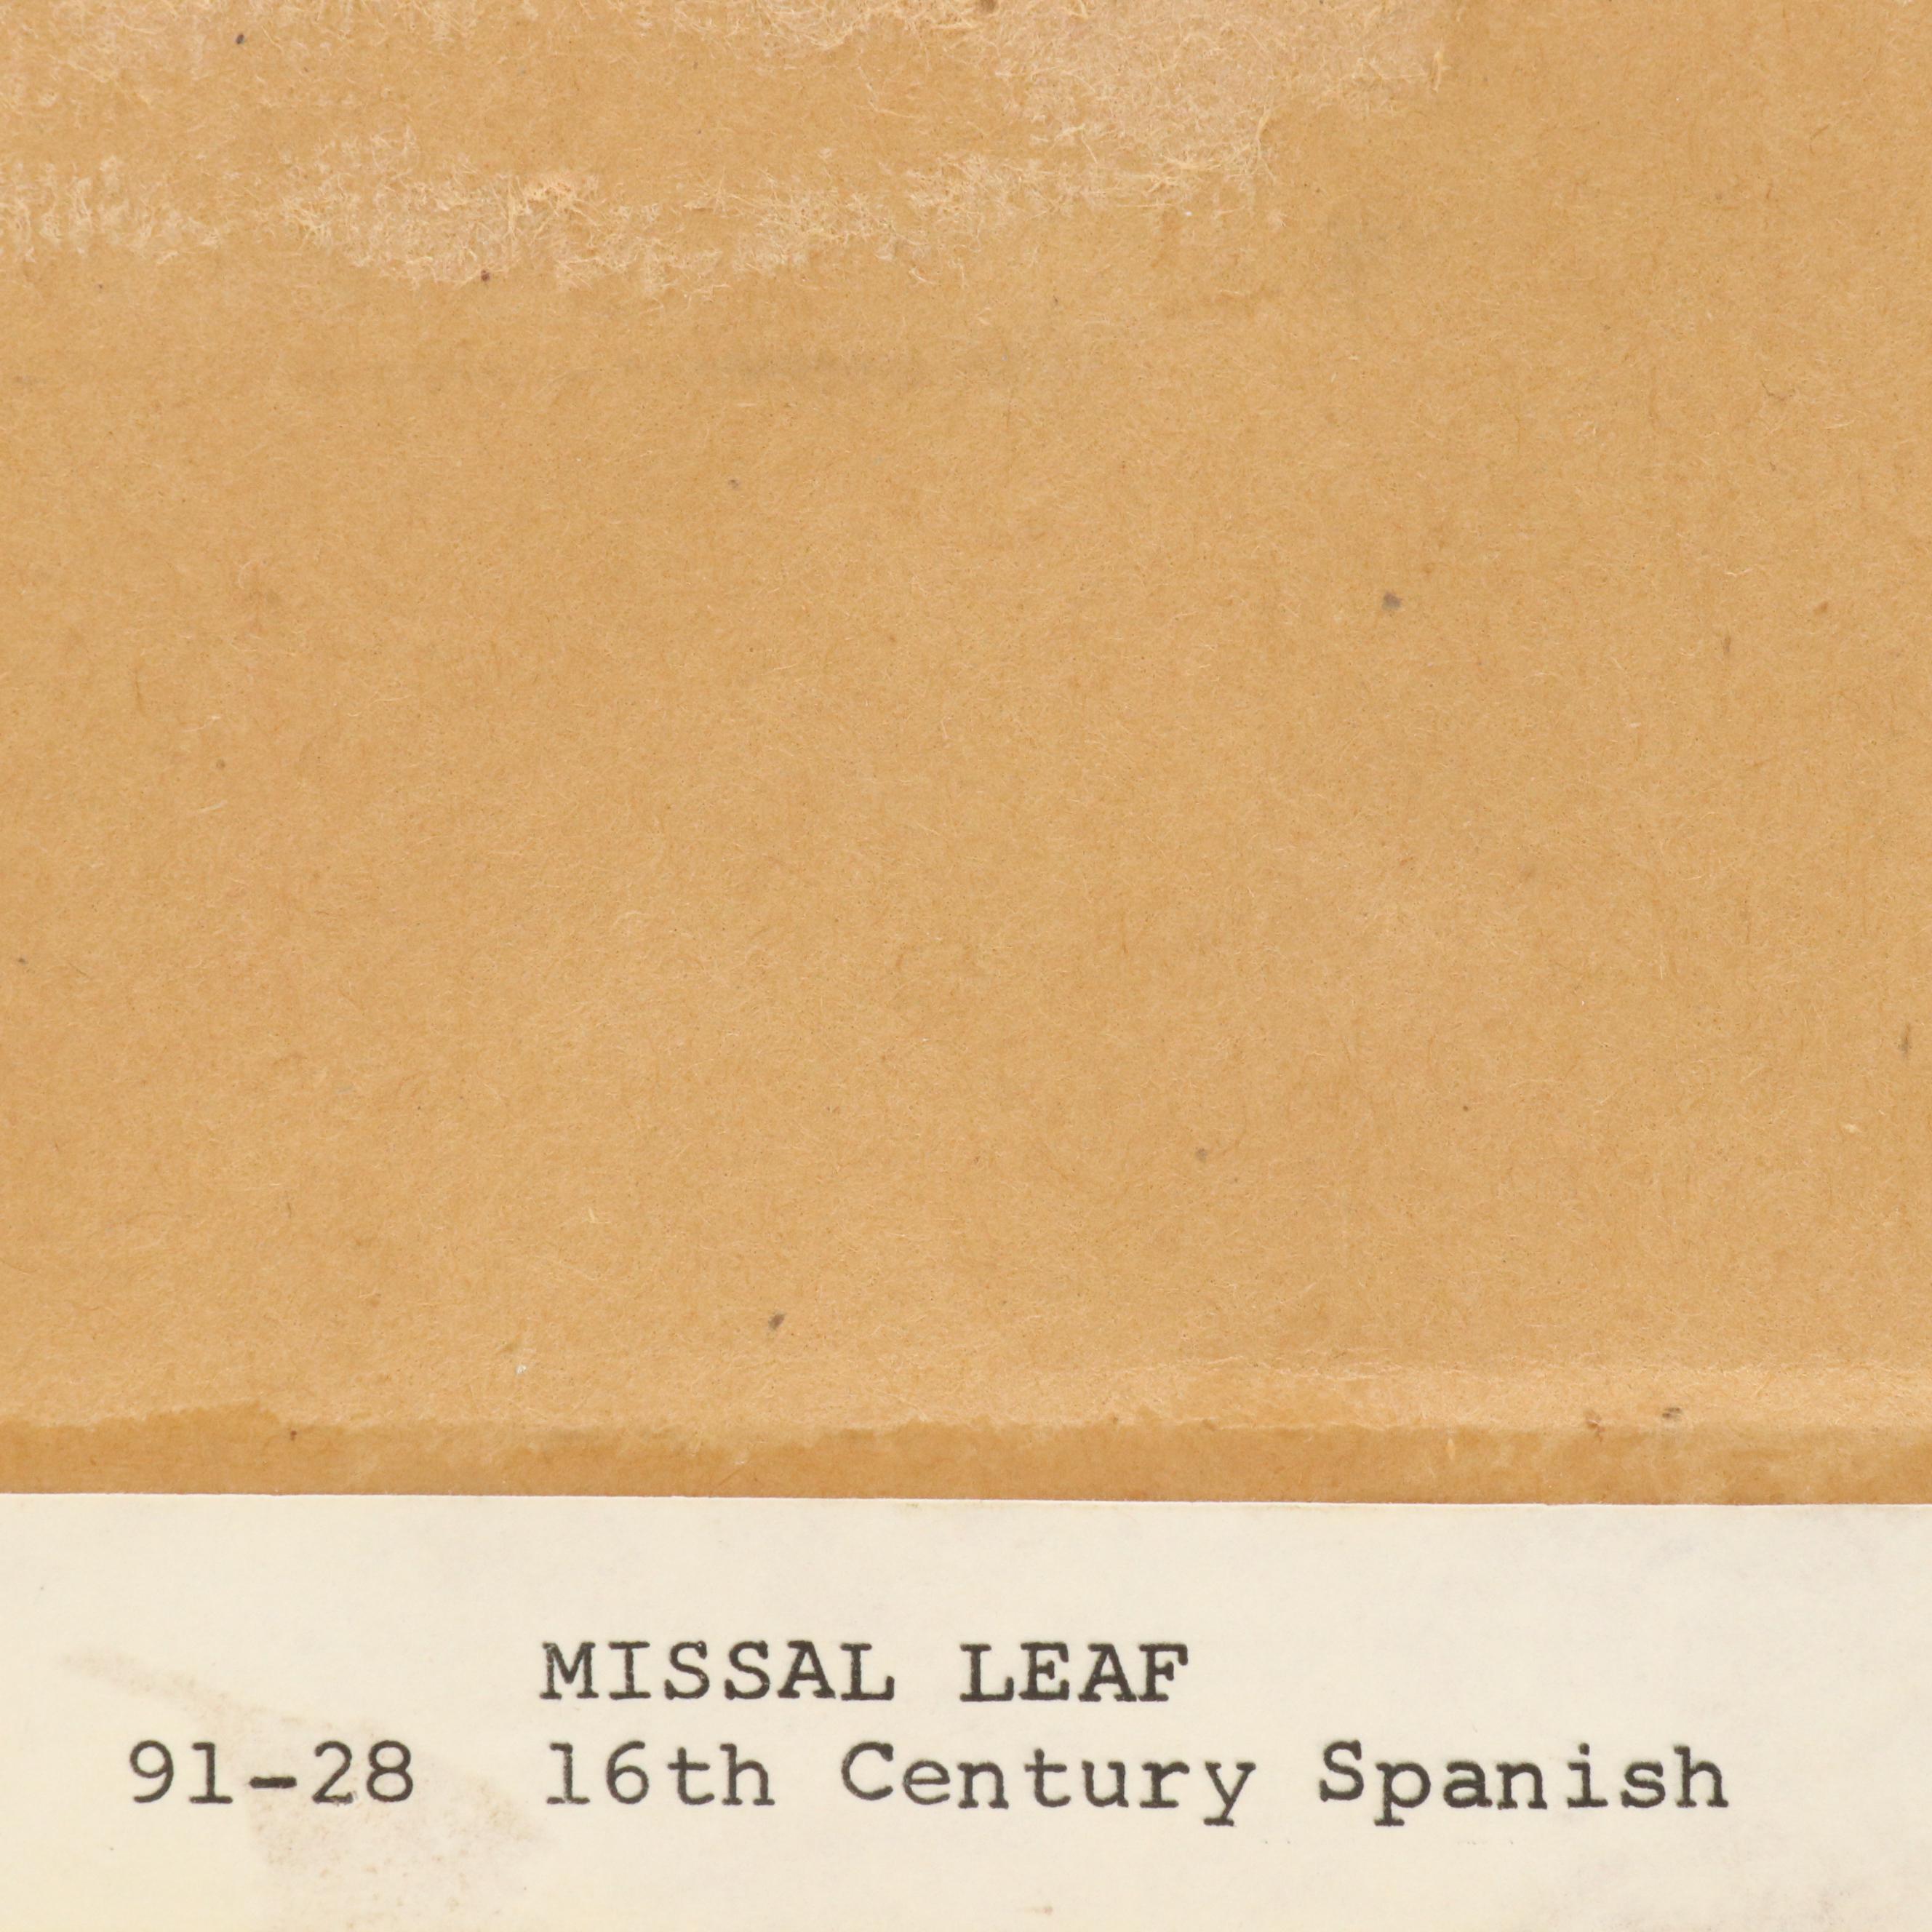 MISSAL LEAF
91-28 16th Century Spanish